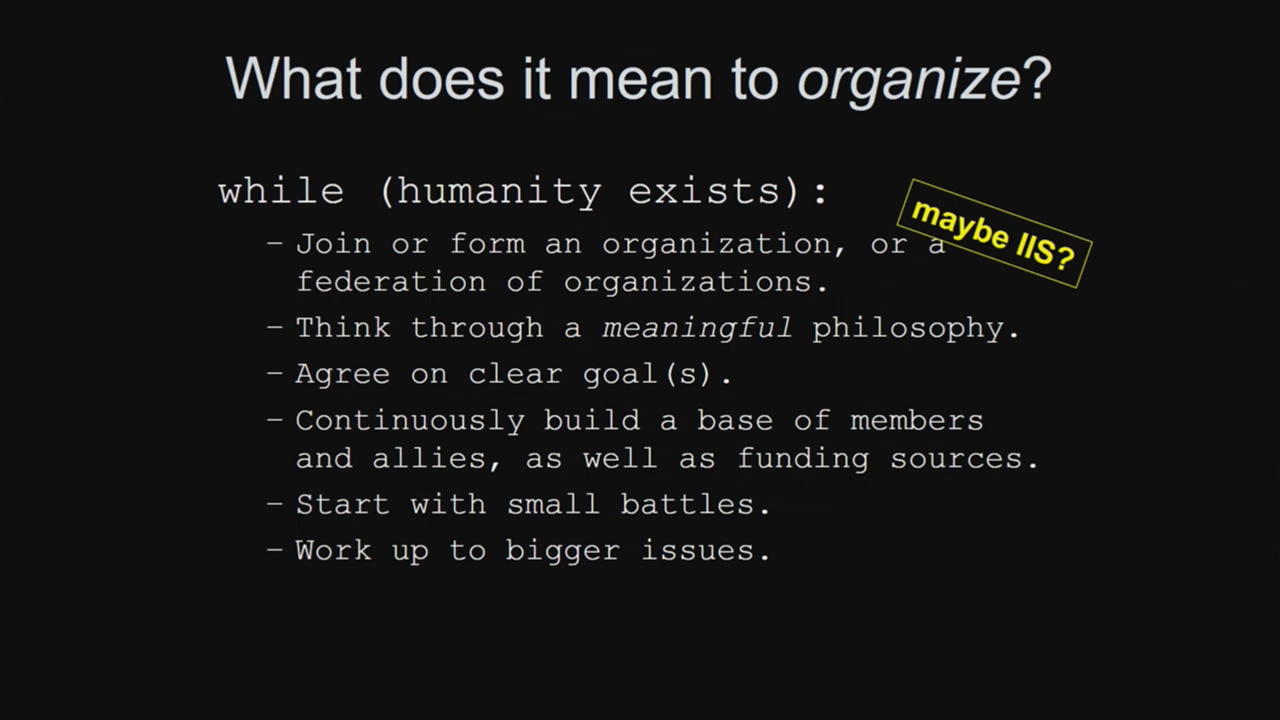 What does it mean to organize?
while (humanity exists):
maybe IIS?
– Join or form an organization, or a
federation of organizations.
– Think through a meaningful philosophy.
– Agree on clear goal(s).
– Continuously build a base of members
and allies, as well as funding sources.
– Start with small battles.
– Work up to bigger issues.